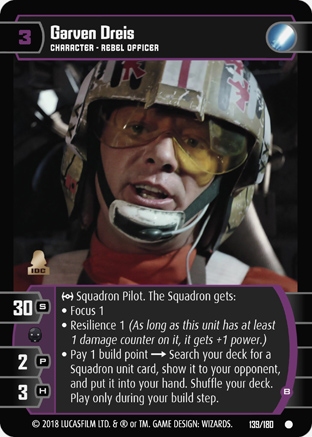 3
Garven Dreis
CHARACTER • REBEL OFFICER
IDC
30 S
2 P
3 H
Squadron Pilot. The Squadron gets:
• Focus 1
• Resilience 1 (As long as this unit has at least
1 damage counter on it, it gets +1 power.)
• Pay 1 build point → Search your deck for a
Squadron unit card, show it to your opponent,
and put it into your hand. Shuffle your deck.
Play only during your build step.
B
© 2018 LUCASFILM LTD. & ® or TM. GAME DESIGN: WIZARDS. 139/180